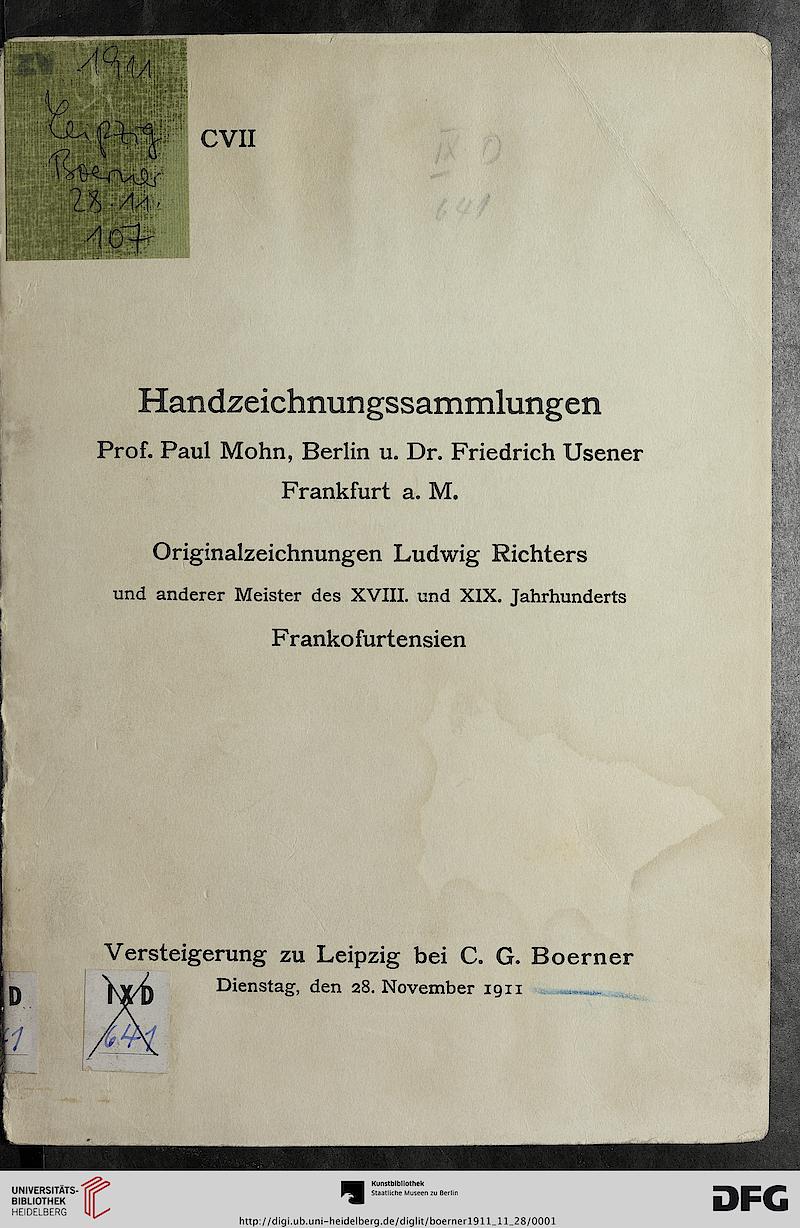 1911
Leipzig
Boerner
28.11.
107
CVII
IX D
641
Handzeichnungssammlungen
Prof. Paul Mohn, Berlin u. Dr. Friedrich Usener
Frankfurt a. M.
Originalzeichnungen Ludwig Richters
und anderer Meister des XVIII. und XIX. Jahrhunderts
Frankofurtensien
Versteigerung zu Leipzig bei C. G. Boerner
Dienstag, den 28. November 1911
D
1
IXD
641
UNIVERSITÄTS-
BIBLIOTHEK
HEIDELBERG
Kunstbibliothek
Staatliche Museen zu Berlin
DFG
http://digi.ub.uni-heidelberg.de/diglit/boerner1911_11_28/0001